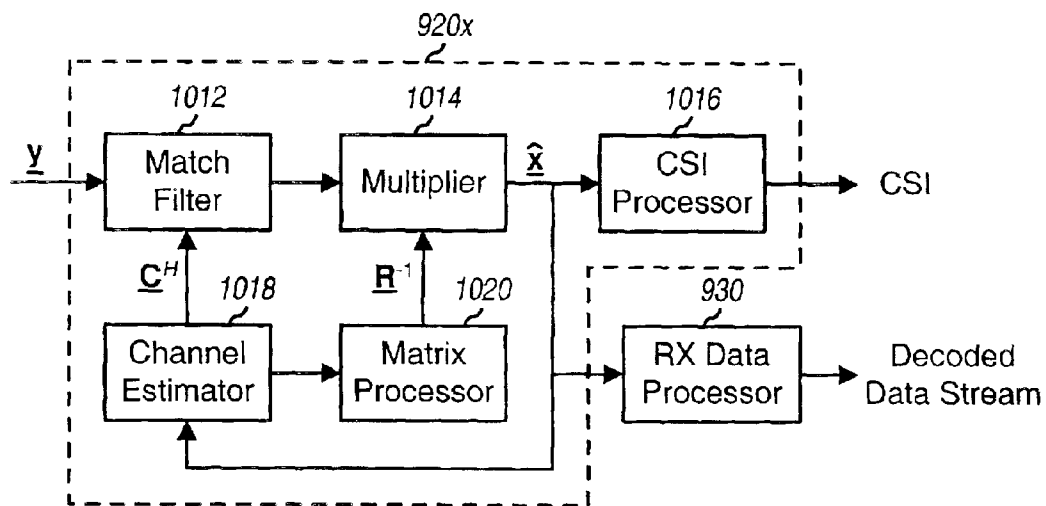 920x
1012
1014
1016
y
Match
Filter
Multiplier
x̂
CSI
Processor
CSI
C^H
1018
R^-1
1020
930
Channel
Estimator
Matrix
Processor
RX Data
Processor
Decoded
Data Stream